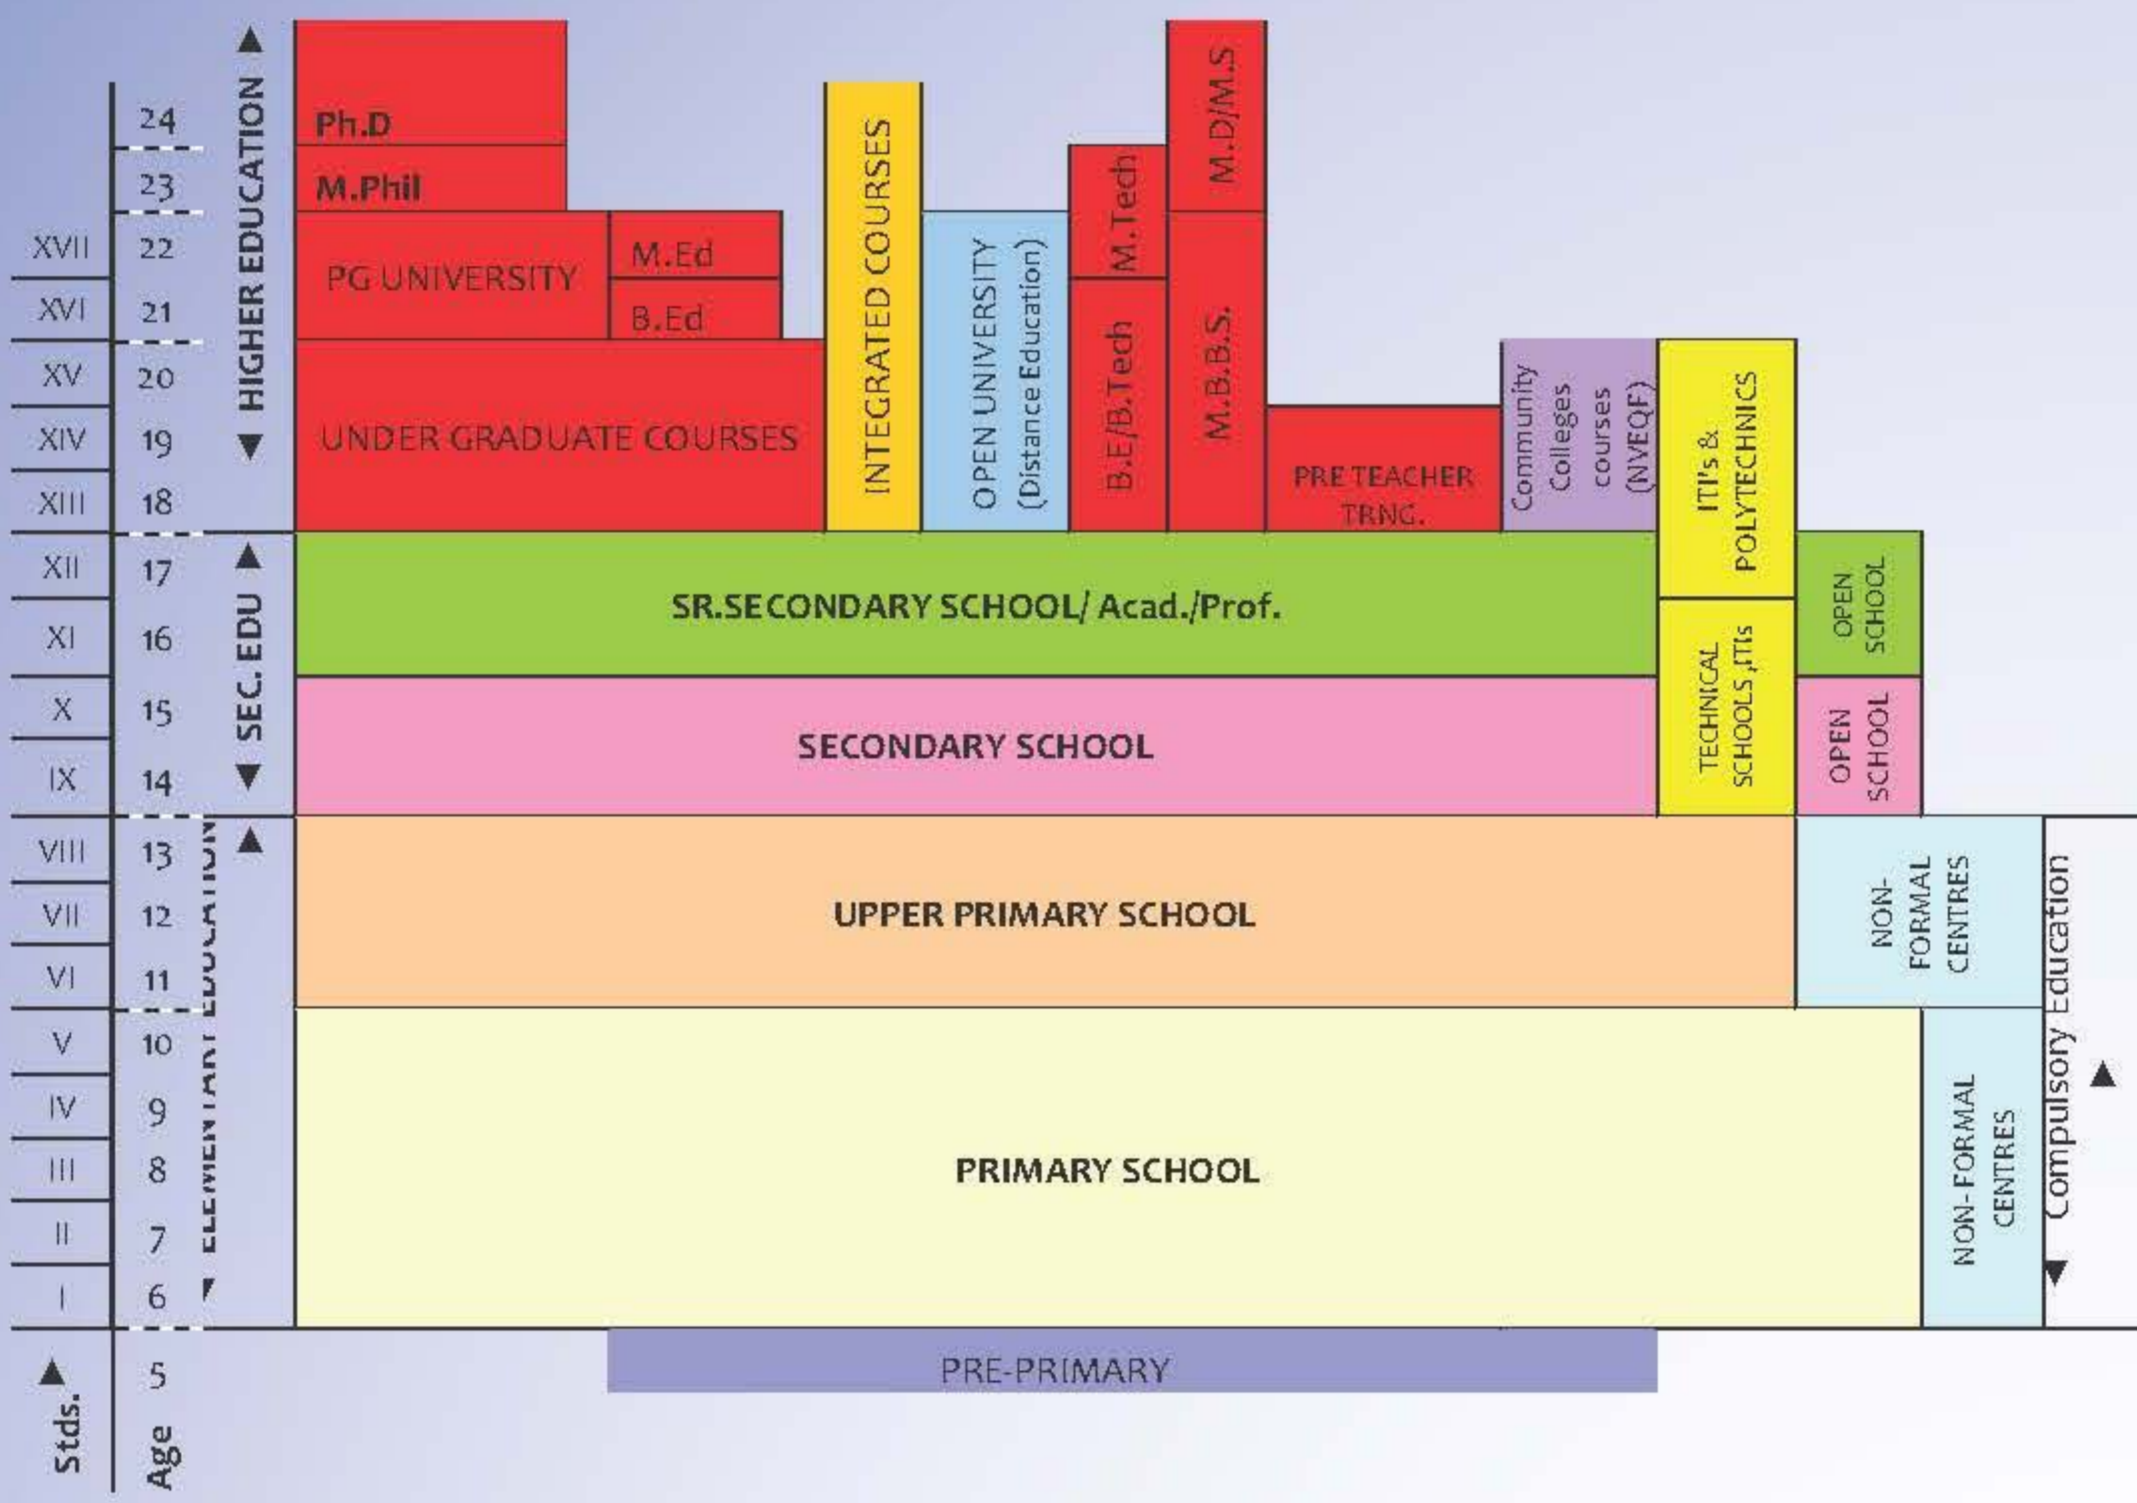 24
23
XVII 22
XVI 21
XV 20
XIV 19
XIII 18
XII 17
XI 16
X 15
IX 14
VIII 13
VII 12
VI 11
V 10
IV 9
III 8
II 7
I 6
5
Stds.
Age
HIGHER EDUCATION
SEC. EDU
ELEMENTARY EDUCATION
Ph.D
M.Phil
PG UNIVERSITY
M.Ed
B.Ed
UNDER GRADUATE COURSES
INTEGRATED COURSES
OPEN UNIVERSITY
(Distance Education)
M.Tech
B.E/B.Tech
M.D/M.S
M.B.B.S.
PRE TEACHER
TRNG.
Community
Colleges
courses
(NVEQF)
ITI's &
POLYTECHNICS
SR.SECONDARY SCHOOL/ Acad./Prof.
TECHNICAL
SCHOOLS ,ITIs
OPEN
SCHOOL
SECONDARY SCHOOL
OPEN
SCHOOL
UPPER PRIMARY SCHOOL
NON-
FORMAL
CENTRES
PRIMARY SCHOOL
NON- FORMAL
CENTRES
Compulsory Education
PRE-PRIMARY